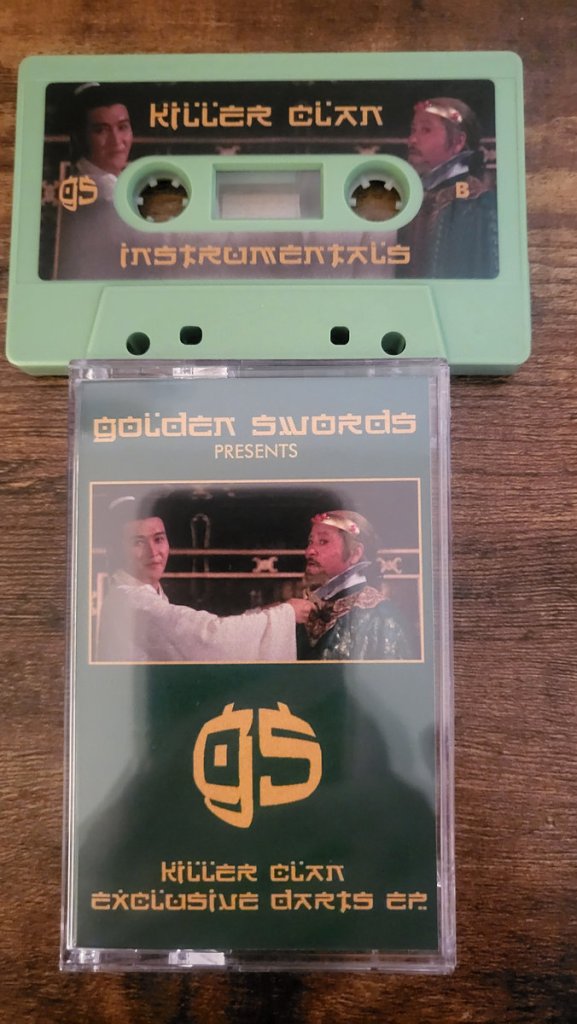 KILLER CLAN
gs
B
INSTRUMENTALS
GOLDEN SWORDS
PRESENTS
gs
KILLER CLAN
EXCLUSIVE DARTS EP.